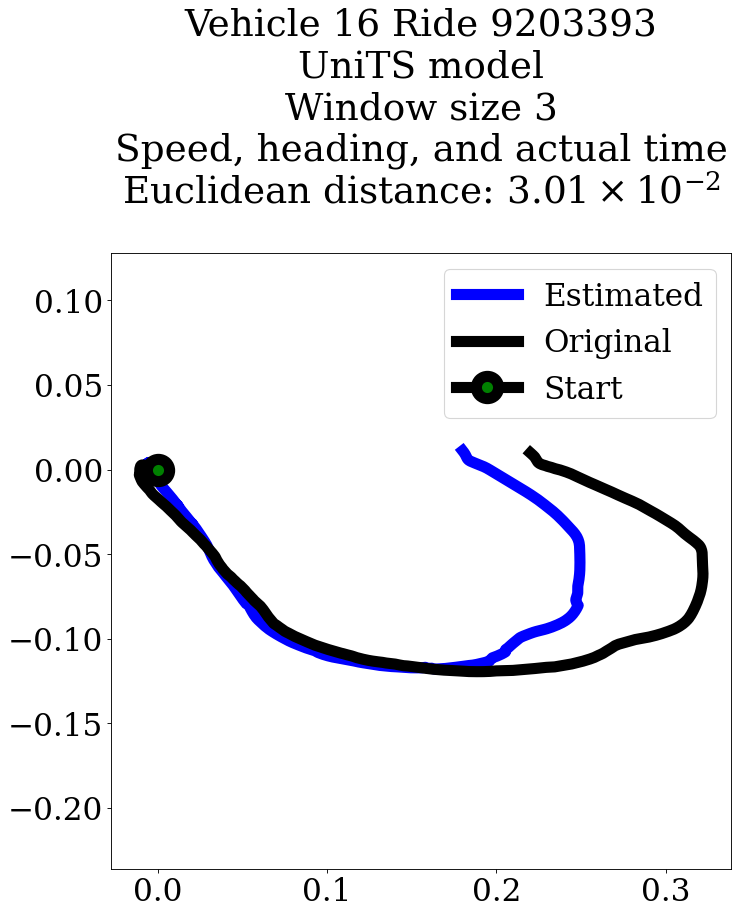 Vehicle 16 Ride 9203393
UniTS model
Window size 3
Speed, heading, and actual time
Euclidean distance: 3.01 × 10⁻²
Estimated
Original
Start
0.10
0.05
0.00
−0.05
−0.10
−0.15
−0.20
0.0 0.1 0.2 0.3